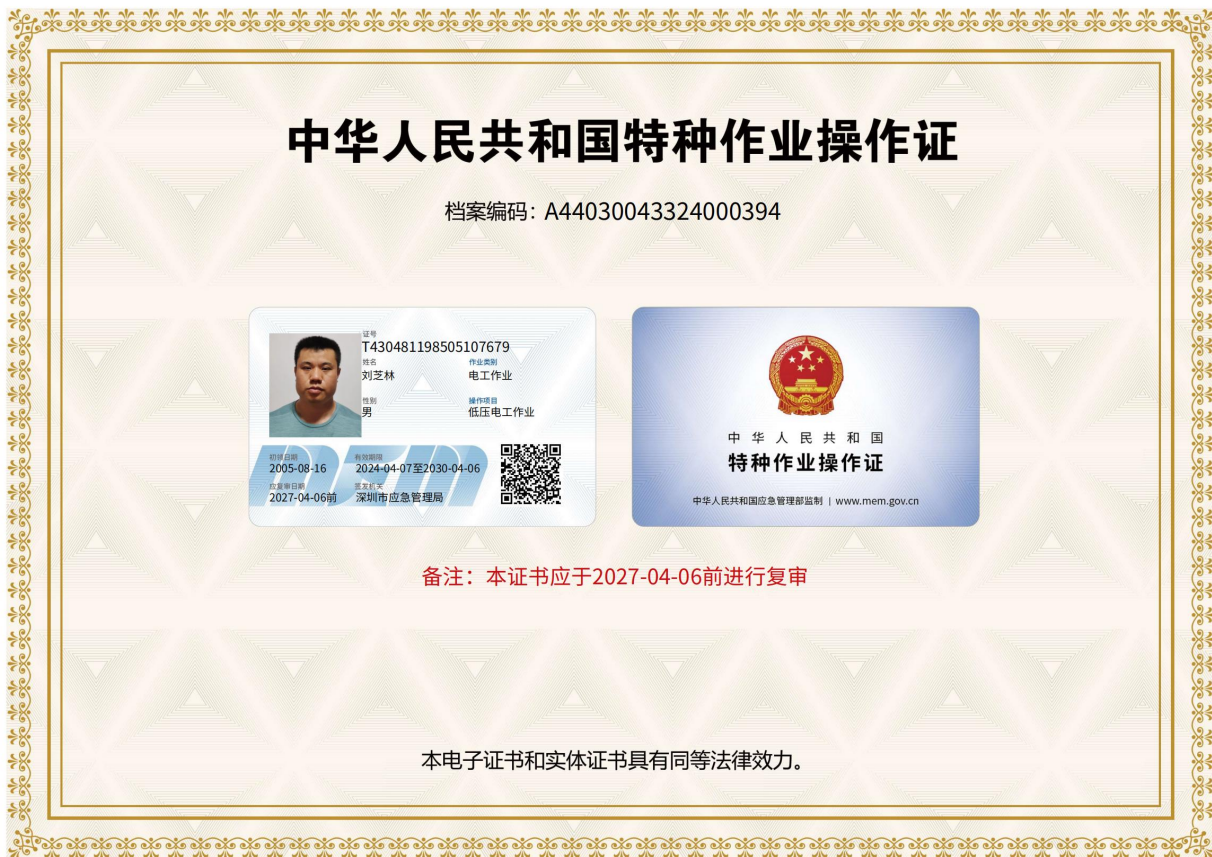 中华人民共和国特种作业操作证
档案编码：A44030043324000394
证号
T430481198505107679
姓名
刘芝林
作业类别
电工作业
性别
男
操作项目
低压电工作业
初领日期
2005-08-16
有效期限
2024-04-07至2030-04-06
应复审日期
2027-04-06前
签发机关
深圳市应急管理局
中华人民共和国
特种作业操作证
中华人民共和国应急管理部监制 | www.mem.gov.cn
备注：本证书应于2027-04-06前进行复审
本电子证书和实体证书具有同等法律效力。